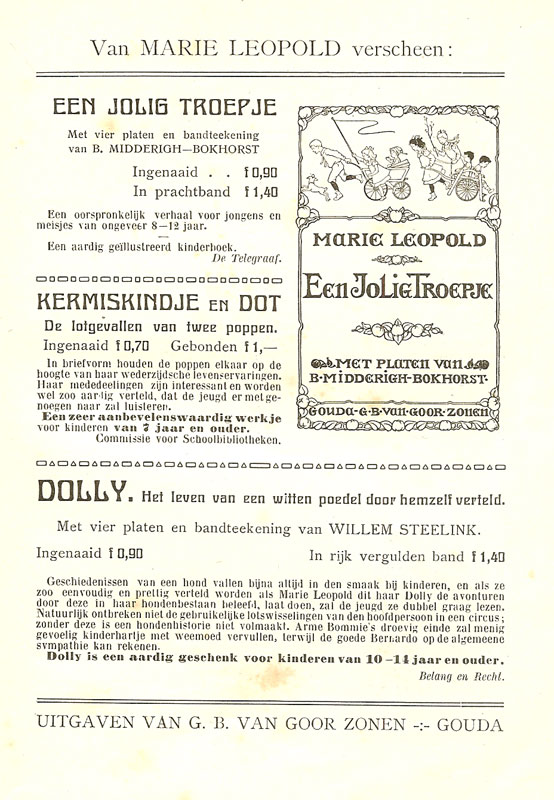 Van MARIE LEOPOLD verscheen:
EEN JOLIG TROEPJE
Met vier platen en bandteekening
van B. MIDDERIGH—BOKHORST
Ingenaaid . . f 0,90
In prachtband f 1,40
Een oorspronkelijk verhaal voor jongens en
meisjes van ongeveer 8—12 jaar.
Een aardig geïllustreerd kinderboek.
De Telegraaf.
KERMISKINDJE EN DOT
De lotgevallen van twee poppen.
Ingenaaid f 0,70 Gebonden f 1,—
In briefvorm houden de poppen elkaar op de
hoogte van haar wederzijdsche levenservaringen.
Haar mededeelingen zijn interessant en worden
wel zoo aardig verteld, dat de jeugd er met ge-
noegen naar zal luisteren.
Een zeer aanbevelenswaardig werkje
voor kinderen van 7 jaar en ouder.
Commissie voor Schoolbibliotheken.
MARIE LEOPOLD
Een Jolig Troepje
MET PLATEN VAN
B·MIDDERIGH-BOKHORST·
GOUDA-G·B·VAN·GOOR·ZONEN
DOLLY. Het leven van een witten poedel door hemzelf verteld.
Met vier platen en bandteekening van WILLEM STEELINK.
Ingenaaid f 0,90 In rijk vergulden band f 1,40
Geschiedenissen van een hond vallen bijna altijd in den smaak bij kinderen, en als ze
zoo eenvoudig en prettig verteld worden als Marie Leopold dit haar Dolly de avonturen
door deze in haar hondenbestaan beleefd, laat doen, zal de jeugd ze dubbel graag lezen.
Natuurlijk ontbreken niet de gebruikelijke lotswisselingen van den hoofdpersoon in een circus;
zonder deze is een hondenhistorie niet volmaakt. Arme Bommie's droevig einde zal menig
gevoelig kinderhartje met weemoed vervullen, terwijl de goede Bernardo op de algemeene
sympathie kan rekenen.
Dolly is een aardig geschenk voor kinderen van 10-14 jaar en ouder.
Belang en Recht.
UITGAVEN VAN G. B. VAN GOOR ZONEN -:- GOUDA